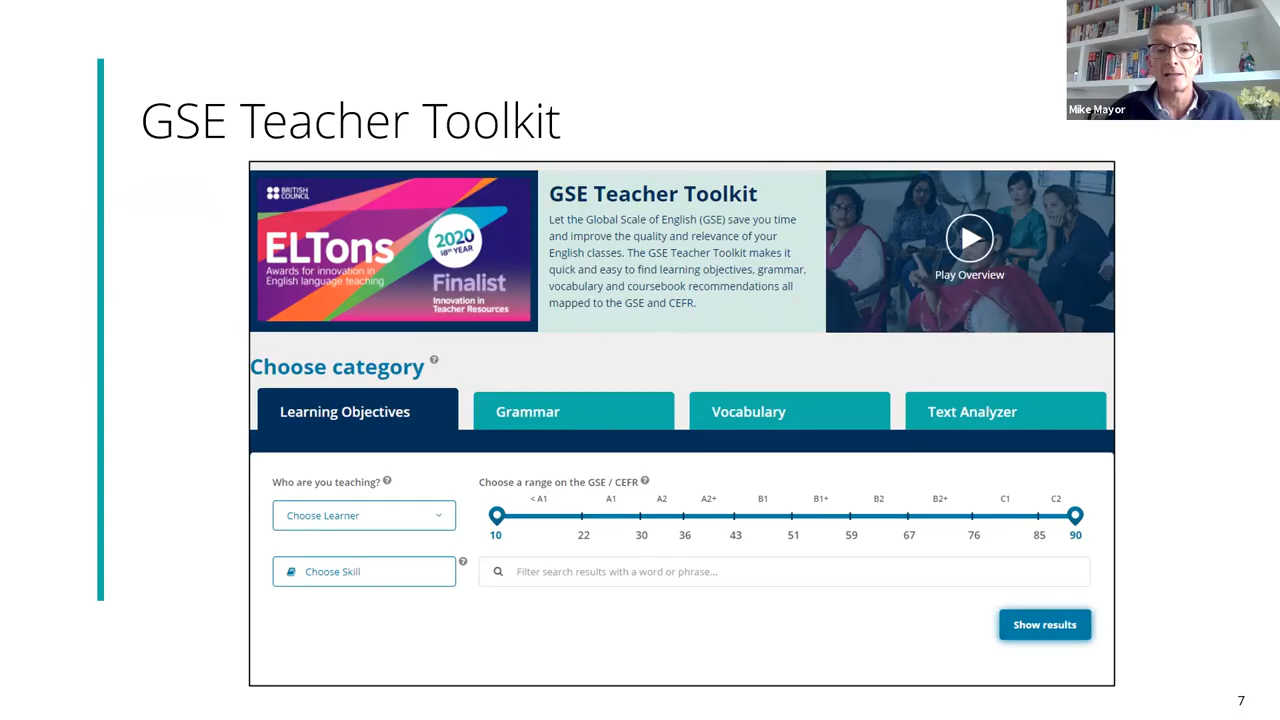 Mike Mayor
GSE Teacher Toolkit
BRITISH
COUNCIL
ELTons
Awards for innovation in
English language teaching
2020
18th YEAR
Finalist
Innovation in
Teacher Resources
GSE Teacher Toolkit
Let the Global Scale of English (GSE) save you time
and improve the quality and relevance of your
English classes. The GSE Teacher Toolkit makes it
quick and easy to find learning objectives, grammar,
vocabulary and coursebook recommendations all
mapped to the GSE and CEFR.
Play Overview
Choose category ?
Learning Objectives
Grammar
Vocabulary
Text Analyzer
Who are you teaching? ?
Choose Learner
Choose Skill ?
Choose a range on the GSE / CEFR ?
< A1 A1 A2 A2+ B1 B1+ B2 B2+ C1 C2
10 22 30 36 43 51 59 67 76 85 90
Filter search results with a word or phrase...
Show results
7